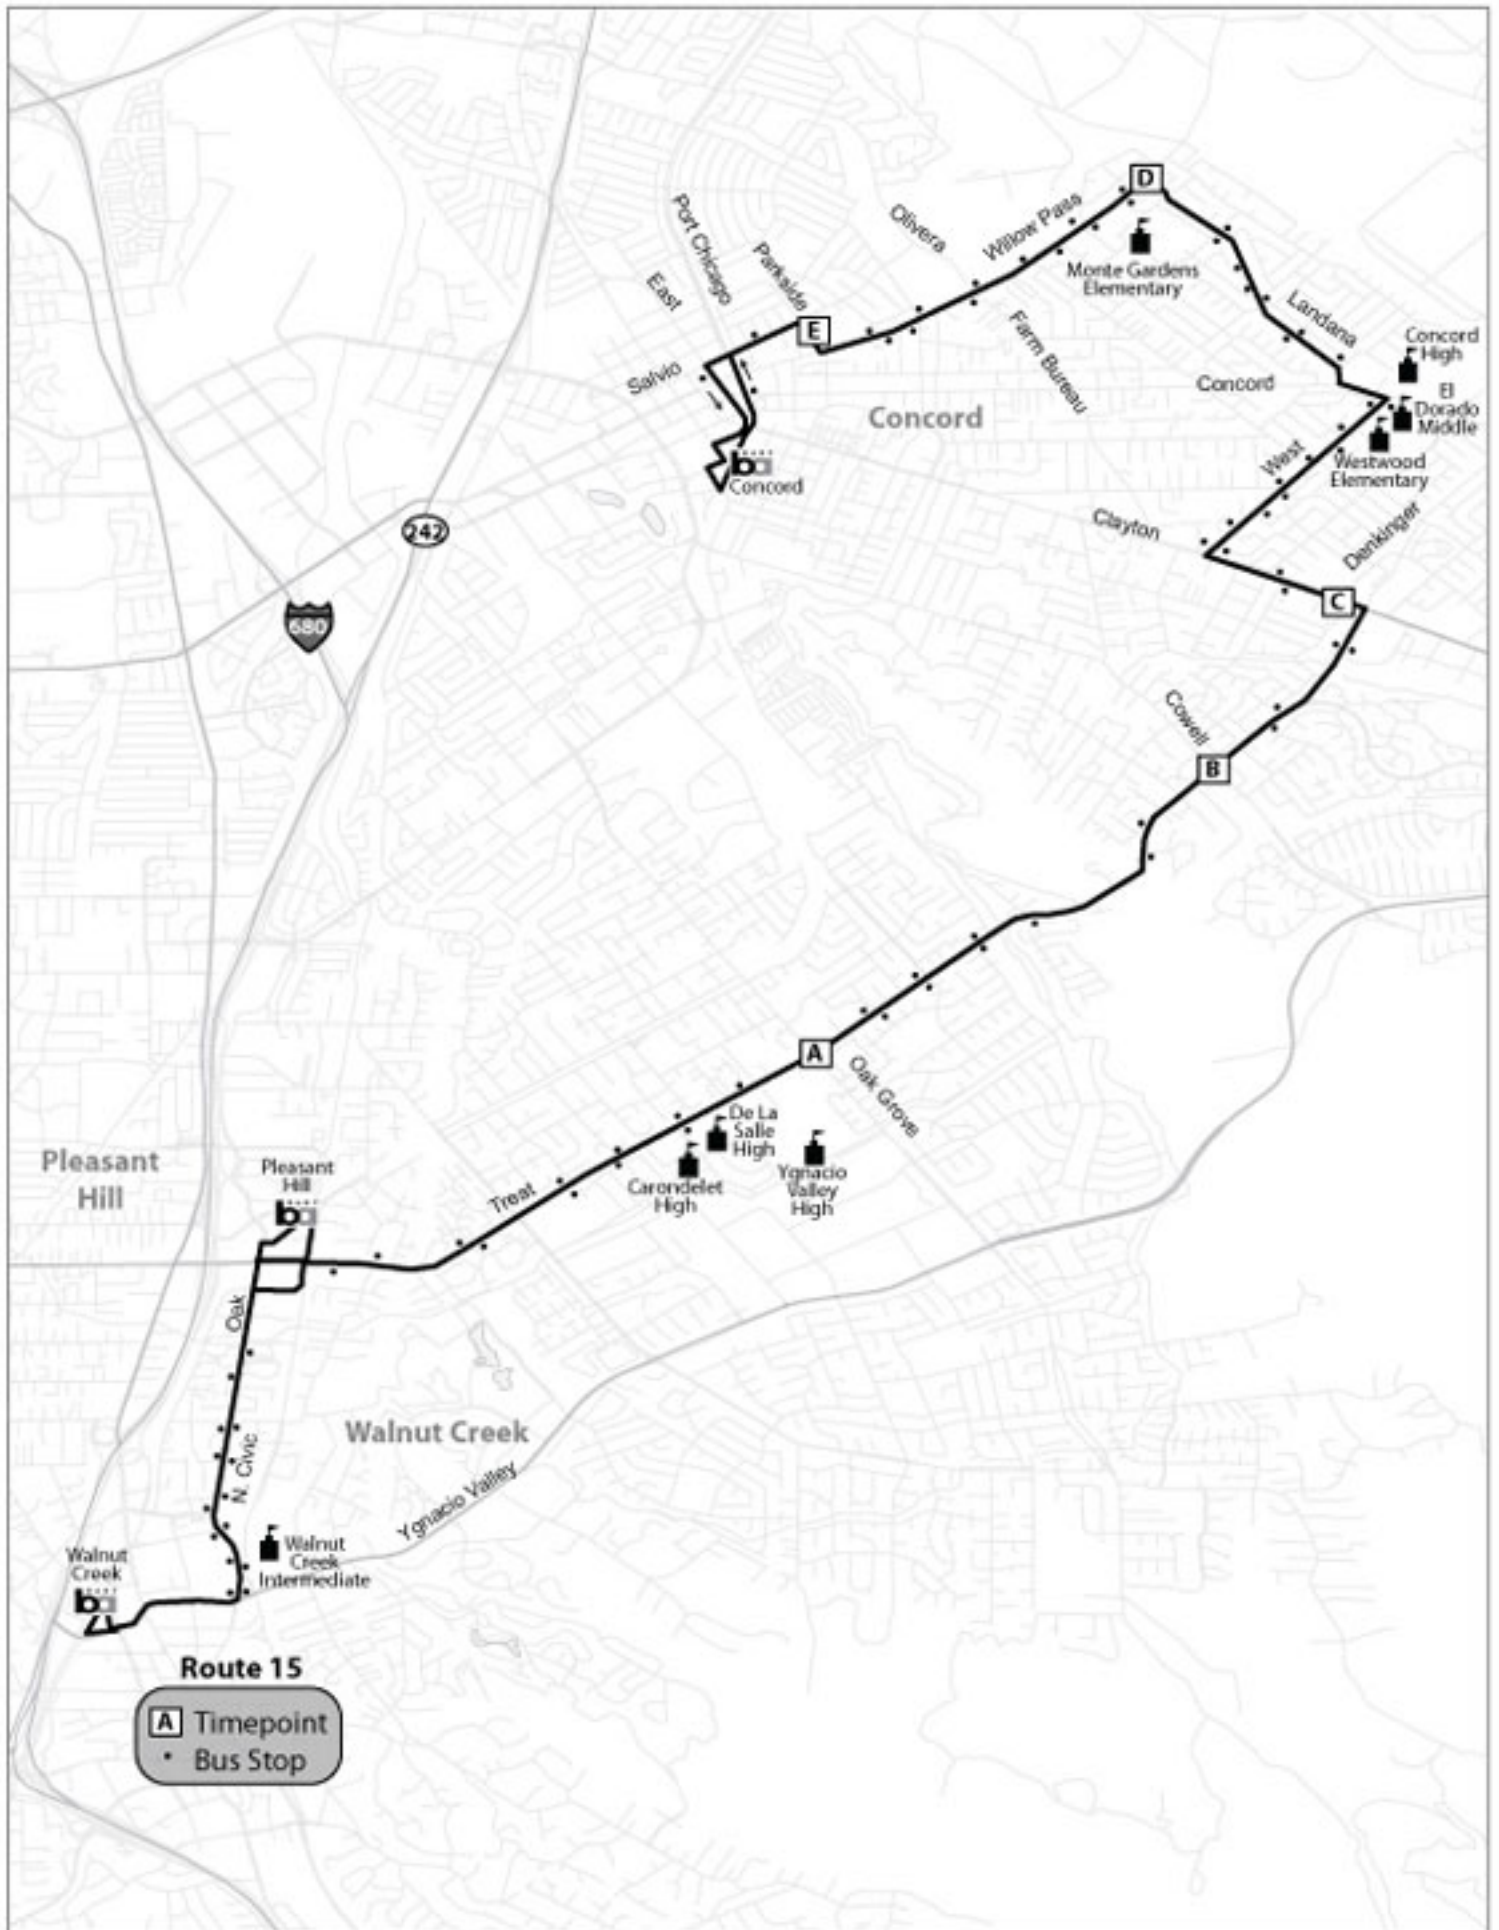 D
Olivera
Willow Pass
Port Chicago
Parkside
East
Monte Gardens
Elementary
E
Landana
Farm Bureau
Concord
High
Salvio
Concord
El
Dorado
Middle
Concord
West
Westwood
Elementary
ba
Concord
Clayton
Denkinger
242
C
680
Cowell
B
A
Oak Grove
De La
Salle
High
Carondelet
High
Ygnacio
Valley
High
Pleasant
Hill
Pleasant
Hill
ba
Treat
Oak
Walnut Creek
N. Civic
Ygnacio Valley
Walnut
Creek
Intermediate
Walnut
Creek
ba
Route 15
A Timepoint
Bus Stop